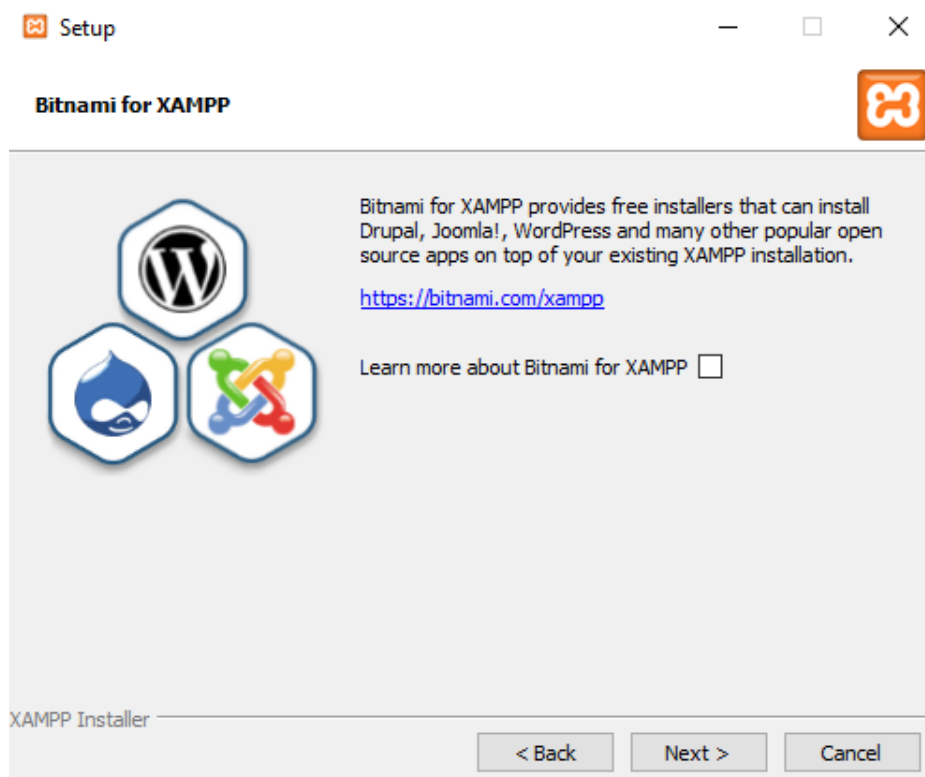 Setup
Bitnami for XAMPP
Bitnami for XAMPP provides free installers that can install
Drupal, Joomla!, WordPress and many other popular open
source apps on top of your existing XAMPP installation.
https://bitnami.com/xampp
Learn more about Bitnami for XAMPP
XAMPP Installer
< Back
Next >
Cancel